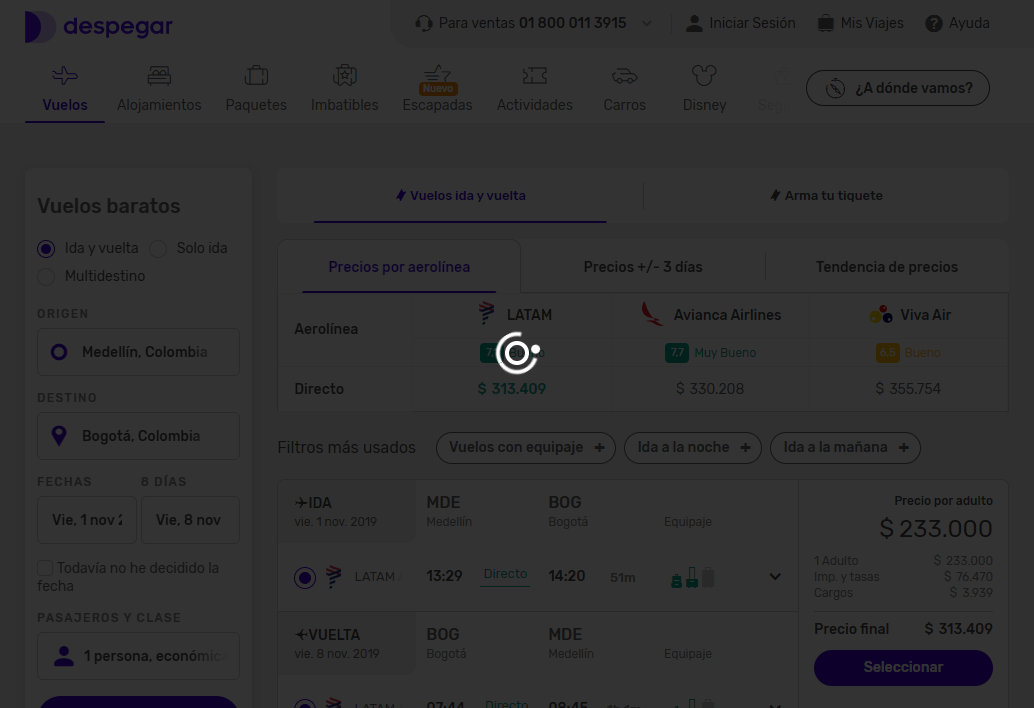 despegar
Para ventas 01 800 011 3915
Iniciar Sesión
Mis Viajes
Ayuda
Nuevo
Vuelos
Alojamientos
Paquetes
Imbatibles
Escapadas
Actividades
Carros
Disney
¿A dónde vamos?
Vuelos baratos
Ida y vuelta
Solo ida
Multidestino
ORIGEN
Medellín, Colombia
DESTINO
Bogotá, Colombia
FECHAS
8 DÍAS
Vie, 1 nov 2
Vie, 8 nov
Todavía no he decidido la
fecha
PASAJEROS Y CLASE
1 persona, económic
Vuelos ida y vuelta
Arma tu tiquete
Precios por aerolínea
Precios +/- 3 días
Tendencia de precios
Aerolínea
LATAM
Avianca Airlines
Viva Air
7,7 Muy Bueno
6,5 Bueno
Directo
$ 313.409
$ 330.208
$ 355.754
Filtros más usados
Vuelos con equipaje +
Ida a la noche +
Ida a la mañana +
IDA
MDE
BOG
vie. 1 nov. 2019
Medellín
Bogotá
Equipaje
LATAM
13:29
Directo
14:20
51m
VUELTA
BOG
MDE
vie. 8 nov. 2019
Bogotá
Medellín
Equipaje
LATAM
07:44
Directo
08:45
Precio por adulto
$ 233.000
1 Adulto $ 233.000
Imp. y tasas $ 76.470
Cargos $ 3.939
Precio final $ 313.409
Seleccionar